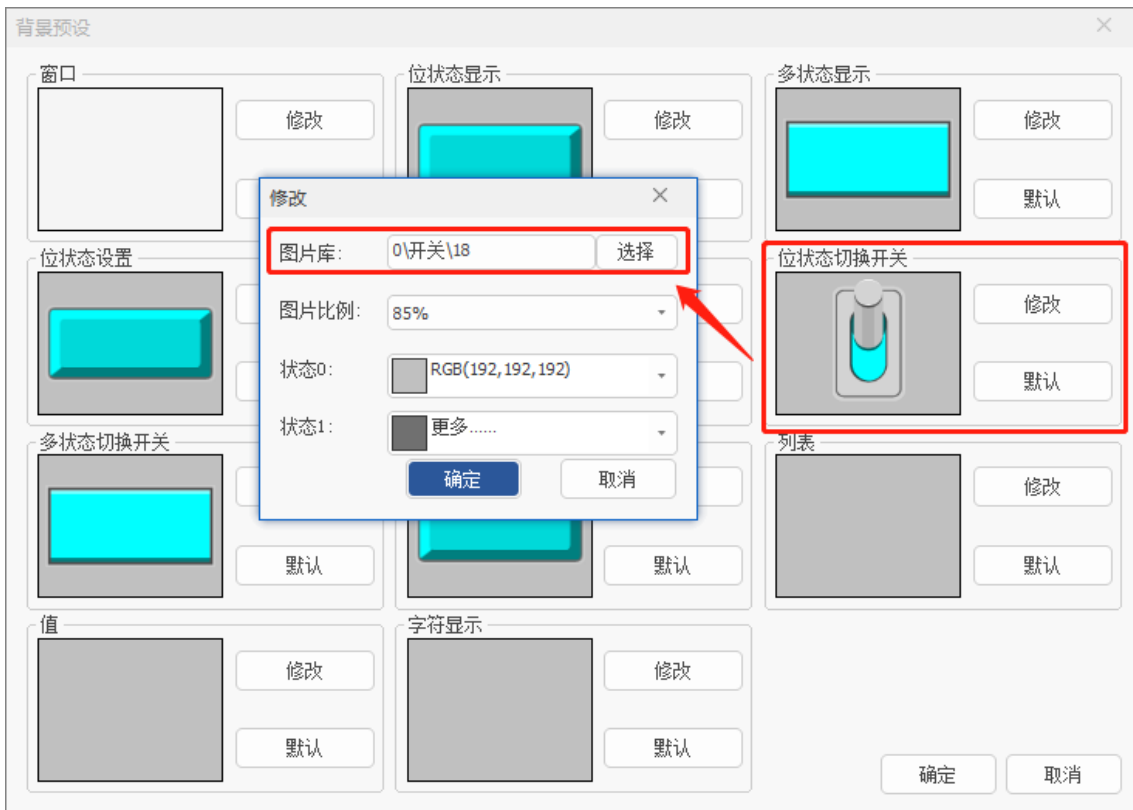 背景预设
窗口
修改
位状态显示
修改
多状态显示
修改
默认
位状态设置
位状态切换开关
修改
默认
修改
图片库:
0\开关\18
选择
图片比例:
85%
状态0:
RGB(192,192,192)
状态1:
更多......
确定
取消
多状态切换开关
默认
默认
列表
修改
默认
值
修改
默认
字符显示
修改
默认
确定
取消